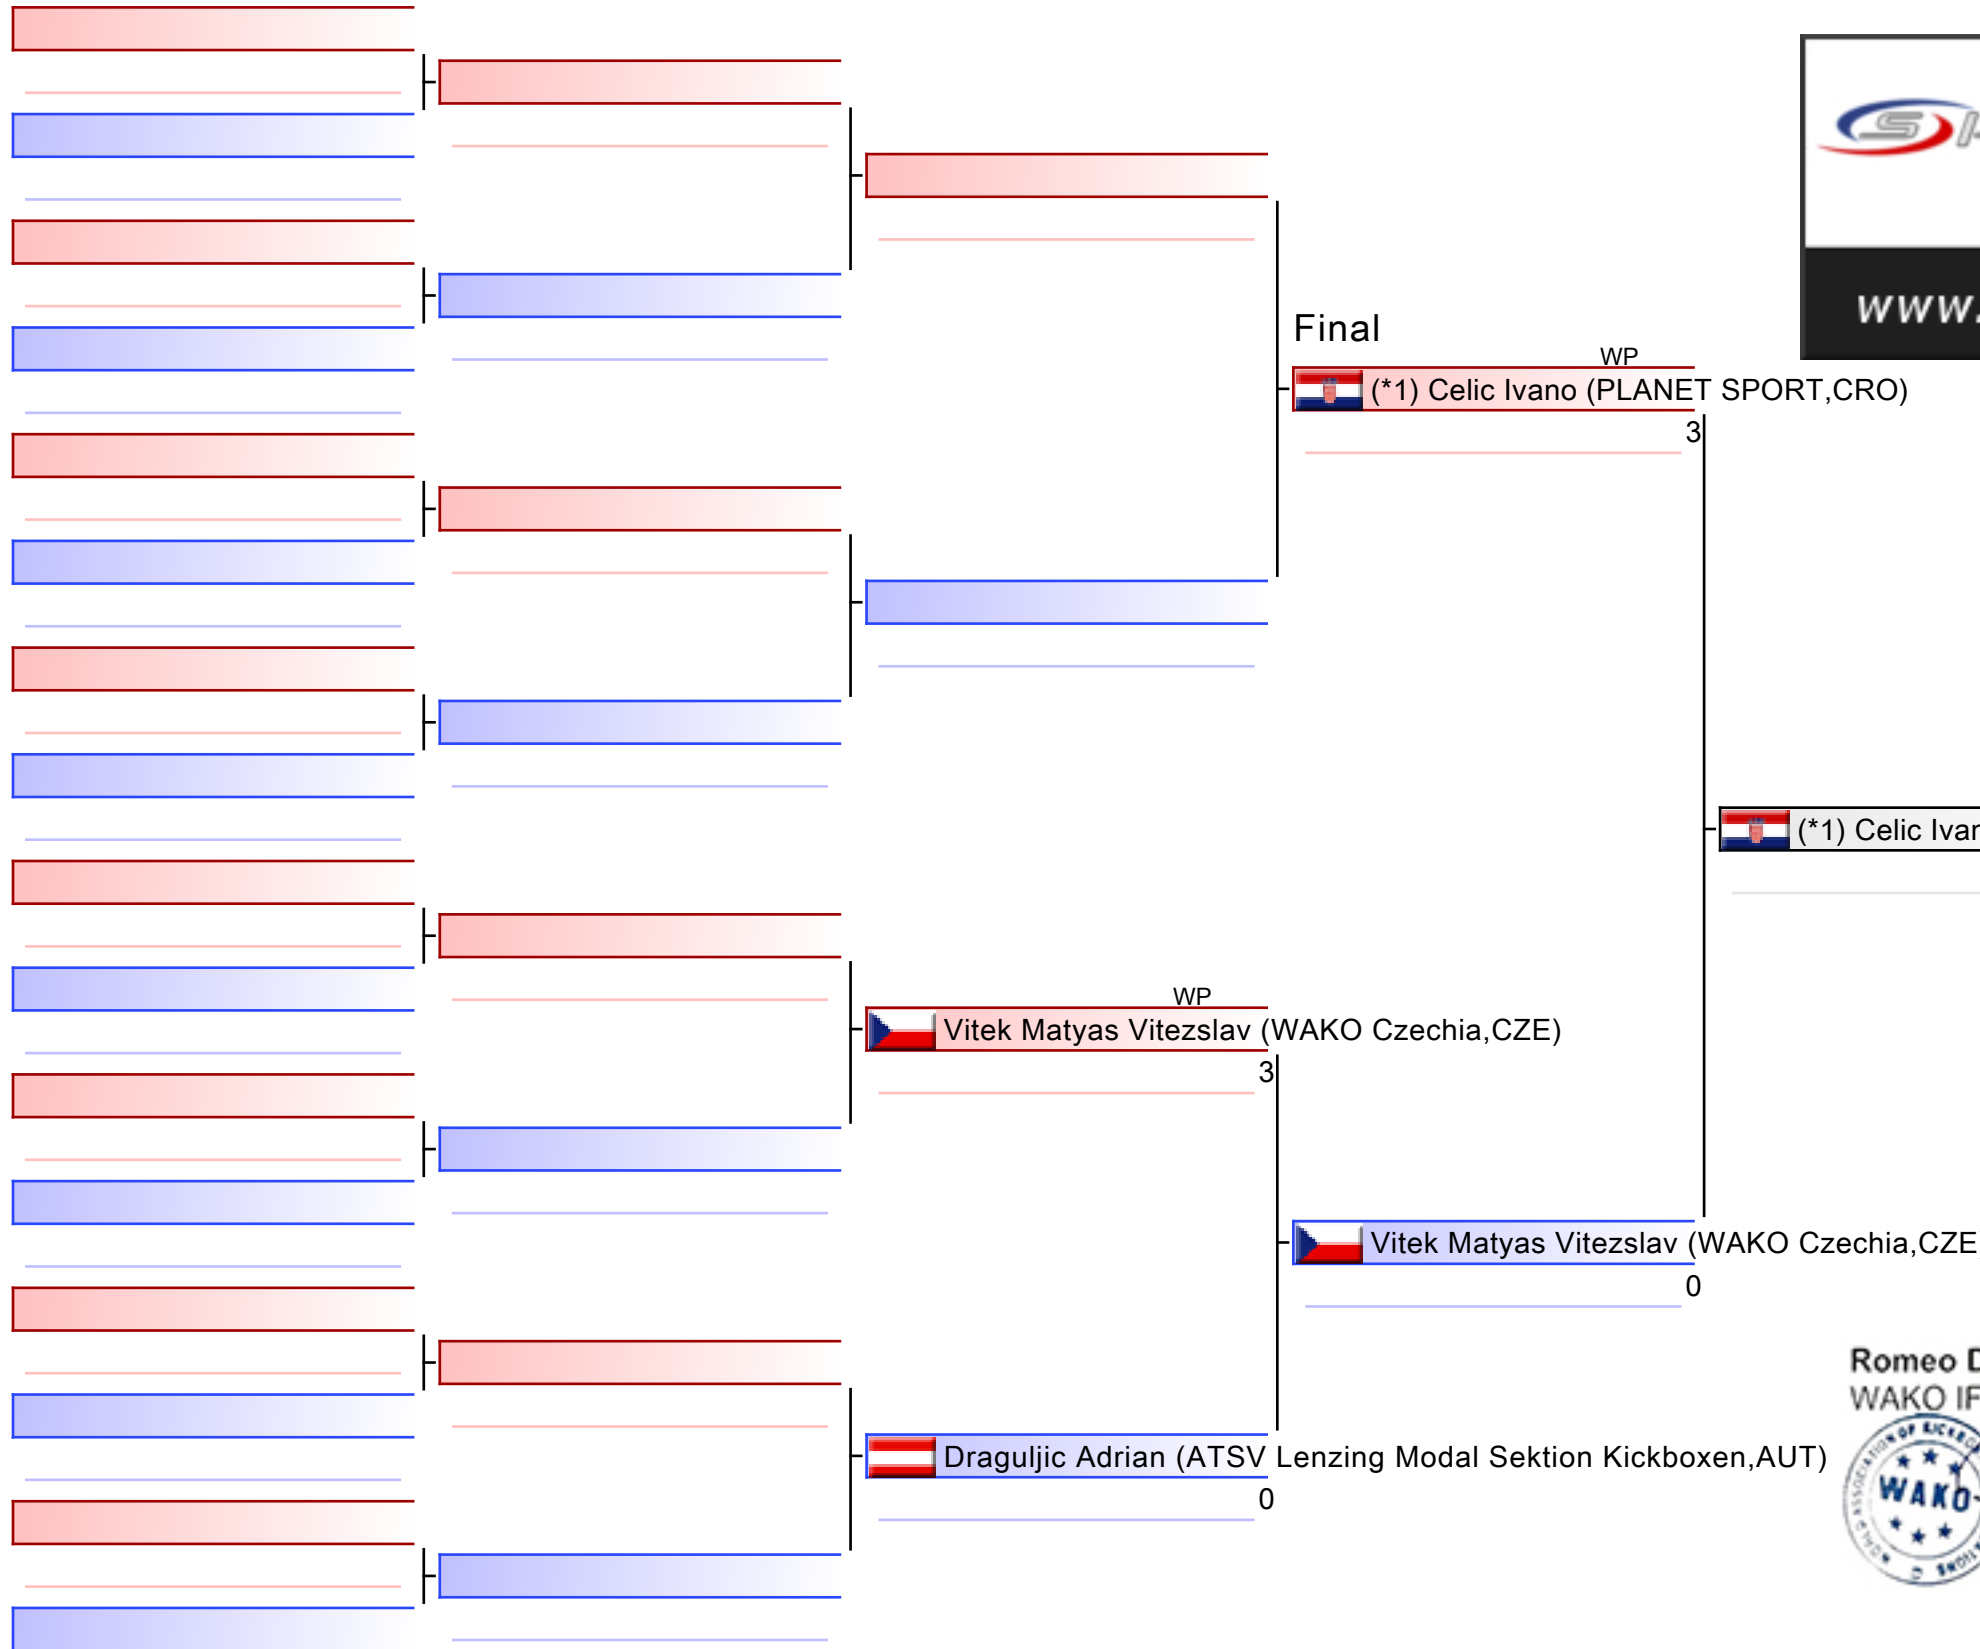 www.
Final
WP
(*1) Celic Ivano (PLANET SPORT,CRO)
3
(*1) Celic Ivan
WP
Vitek Matyas Vitezslav (WAKO Czechia,CZE)
3
Vitek Matyas Vitezslav (WAKO Czechia,CZE
0
Romeo D
WAKO IF
Draguljic Adrian (ATSV Lenzing Modal Sektion Kickboxen,AUT)
0
WAKO